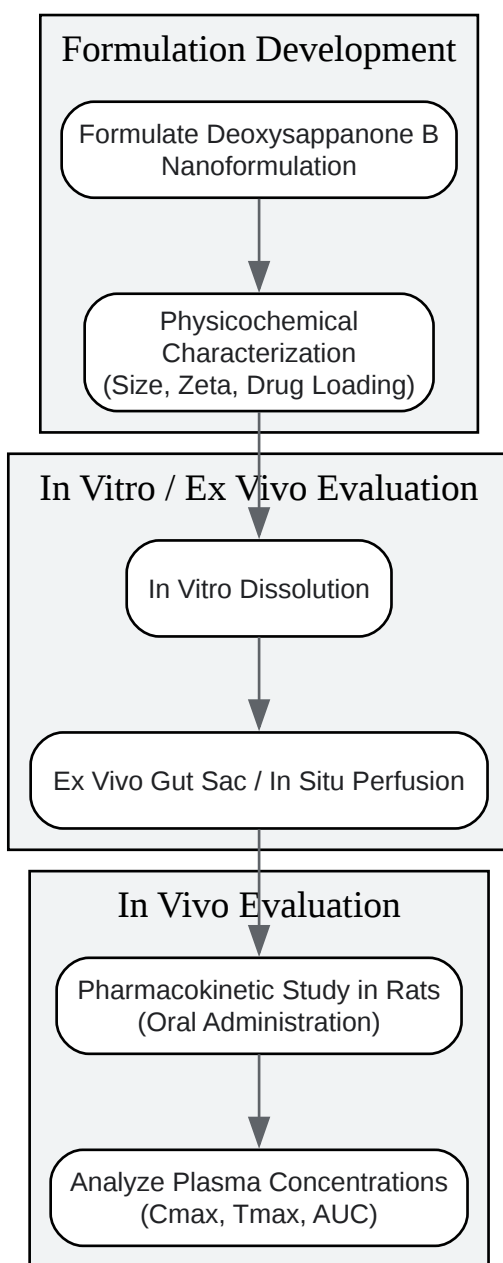 Formulation Development
Formulate Deoxysappanone B
Nanoformulation
Physicochemical
Characterization
(Size, Zeta, Drug Loading)
In Vitro / Ex Vivo Evaluation
In Vitro Dissolution
Ex Vivo Gut Sac / In Situ Perfusion
In Vivo Evaluation
Pharmacokinetic Study in Rats
(Oral Administration)
Analyze Plasma Concentrations
(Cmax, Tmax, AUC)